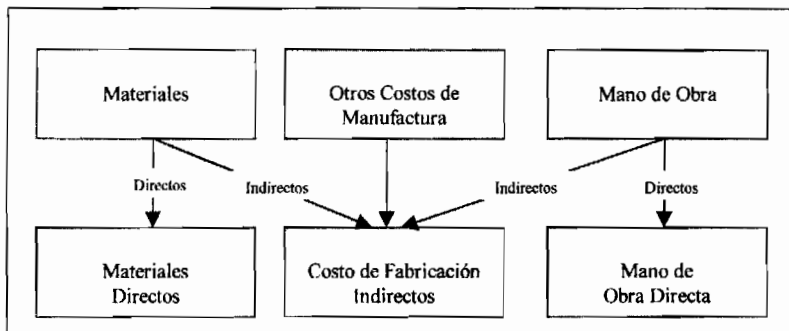 Materiales
Otros Costos de
Manufactura
Mano de Obra
Directos
Indirectos
Indirectos
Directos
Materiales
Directos
Costo de Fabricación
Indirectos
Mano de
Obra Directa